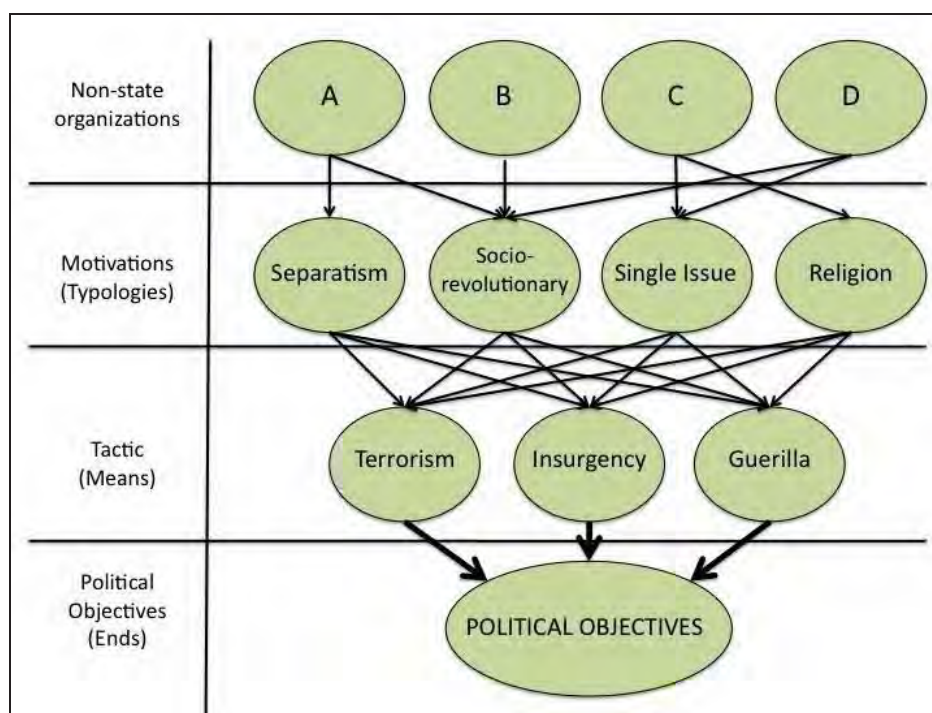 Non-state
organizations
A
B
C
D
Motivations
(Typologies)
Separatism
Socio-
revolutionary
Single Issue
Religion
Tactic
(Means)
Terrorism
Insurgency
Guerilla
Political
Objectives
(Ends)
POLITICAL OBJECTIVES